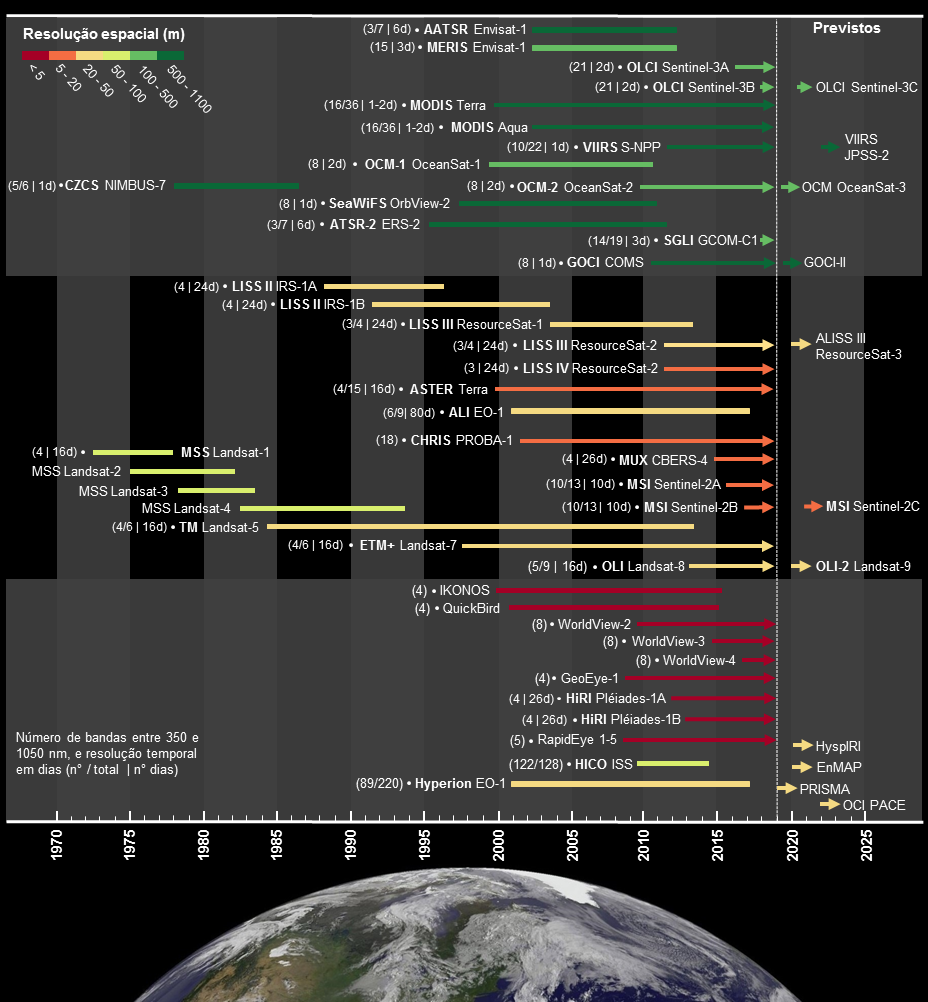 Resolução espacial (m)
< 5
5 - 20
20 - 50
50 - 100
100 - 500
500 - 1100
Previstos
(3/7 | 6d) • AATSR Envisat-1
(15 | 3d) • MERIS Envisat-1
(21 | 2d) • OLCI Sentinel-3A
(21 | 2d) • OLCI Sentinel-3B
OLCI Sentinel-3C
(16/36 | 1-2d) • MODIS Terra
(16/36 | 1-2d) • MODIS Aqua
(10/22 | 1d) • VIIRS S-NPP
VIIRS
JPSS-2
(8 | 2d) • OCM-1 OceanSat-1
(5/6 | 1d) •CZCS NIMBUS-7
(8 | 2d) • OCM-2 OceanSat-2
OCM OceanSat-3
(8 | 1d) • SeaWiFS OrbView-2
(3/7 | 6d) • ATSR-2 ERS-2
(14/19 | 3d) • SGLI GCOM-C1
(8 | 1d) • GOCI COMS
GOCI-II
(4 | 24d) • LISS II IRS-1A
(4 | 24d) • LISS II IRS-1B
(3/4 | 24d) • LISS III ResourceSat-1
(3/4 | 24d) • LISS III ResourceSat-2
ALISS III
ResourceSat-3
(3 | 24d) • LISS IV ResourceSat-2
(4/15 | 16d) • ASTER Terra
(6/9| 80d) • ALI EO-1
(18) • CHRIS PROBA-1
(4 | 16d) • MSS Landsat-1
(4 | 26d) • MUX CBERS-4
MSS Landsat-2
(10/13 | 10d) • MSI Sentinel-2A
MSS Landsat-3
MSS Landsat-4
(10/13 | 10d) • MSI Sentinel-2B
MSI Sentinel-2C
(4/6 | 16d) • TM Landsat-5
(4/6 | 16d) • ETM+ Landsat-7
(5/9 | 16d) • OLI Landsat-8
OLI-2 Landsat-9
(4) • IKONOS
(4) • QuickBird
(8) • WorldView-2
(8) • WorldView-3
(8) • WorldView-4
(4) • GeoEye-1
(4 | 26d) • HiRI Pléiades-1A
(4 | 26d) • HiRI Pléiades-1B
(5) • RapidEye 1-5
HyspIRI
(122/128) • HICO ISS
EnMAP
(89/220) • Hyperion EO-1
PRISMA
OCI PACE
Número de bandas entre 350 e
1050 nm, e resolução temporal
em dias (n° / total | n° dias)
1970
1975
1980
1985
1990
1995
2000
2005
2010
2015
2020
2025